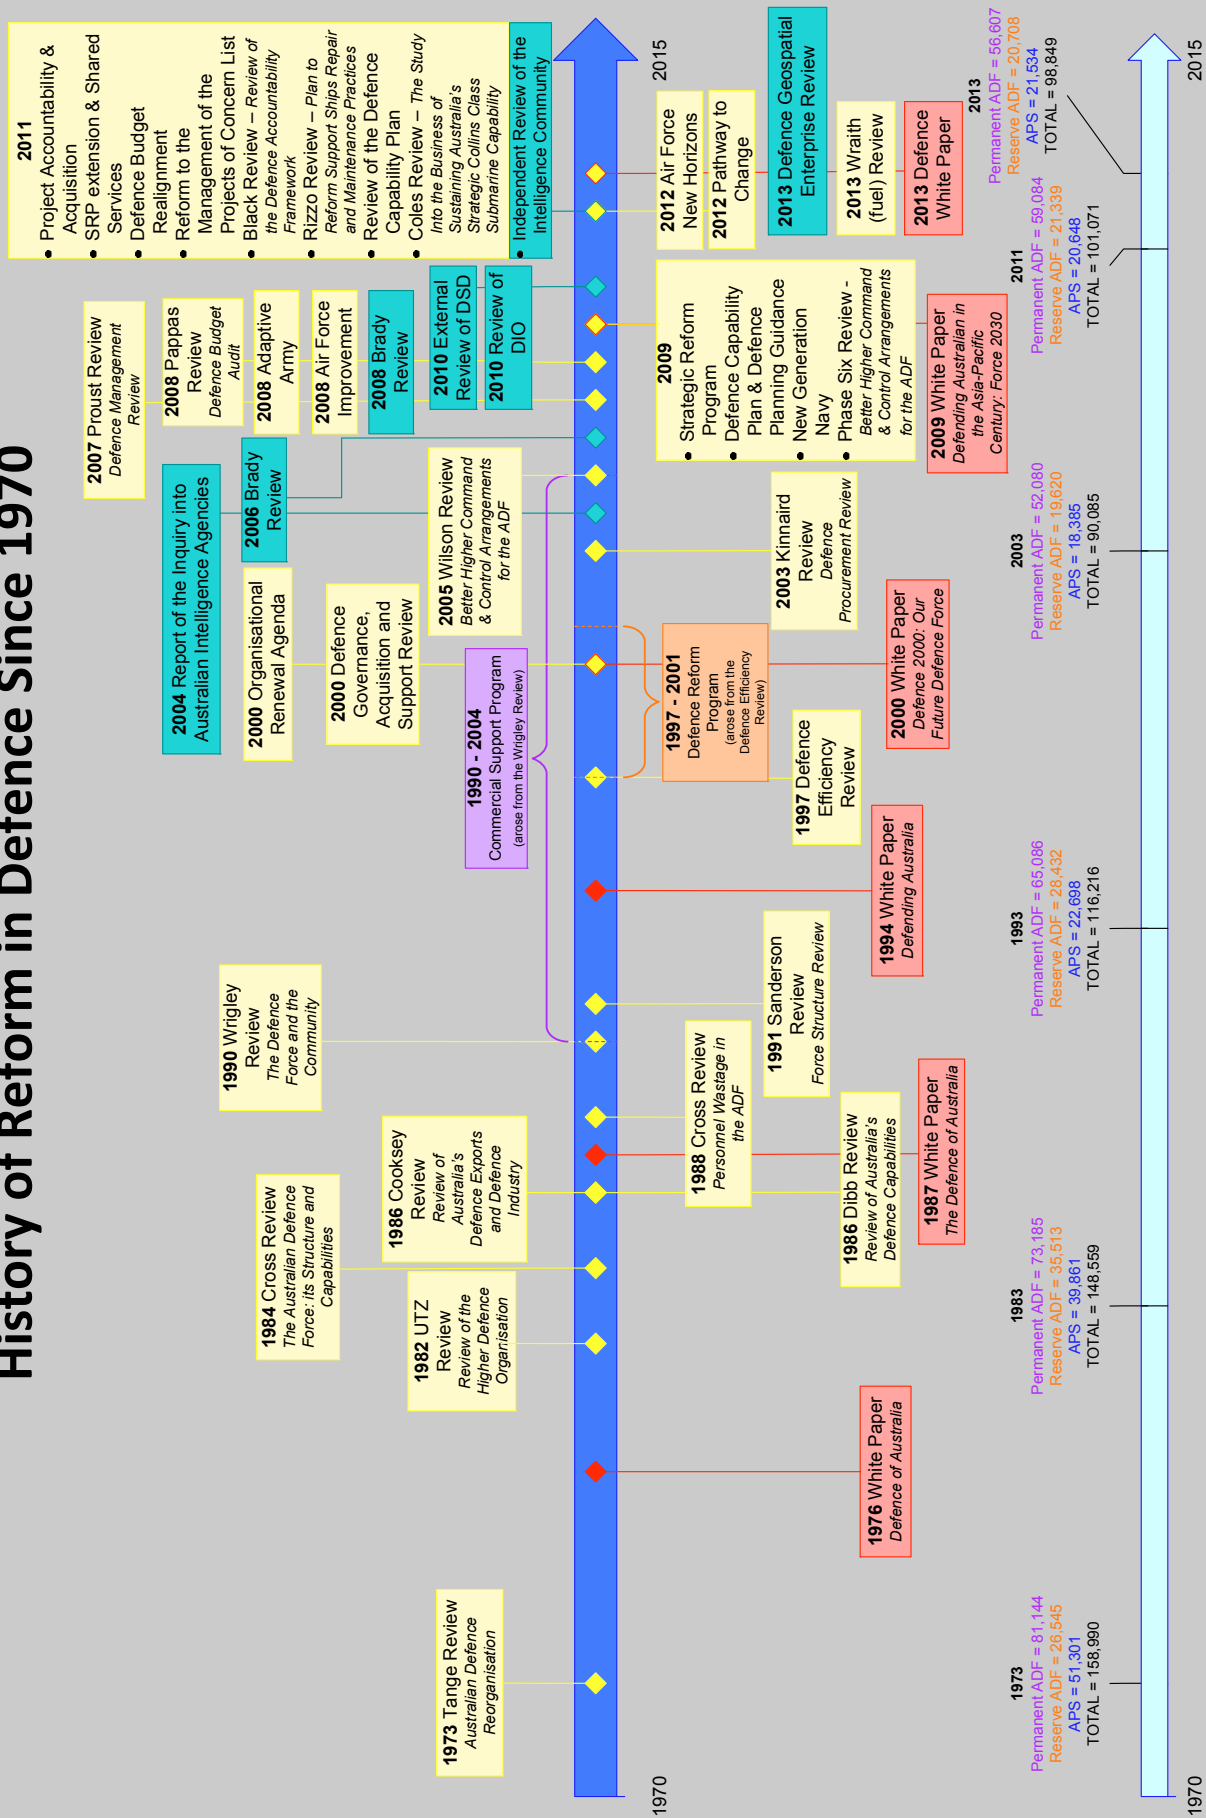 History of Reform in Defence Since 1970
2011
• Project Accountability &
Acquisition
• SRP extension & Shared
Services
• Defence Budget
Realignment
• Reform to the
Management of the
Projects of Concern List
• Black Review – Review of
the Defence Accountability
Framework
• Rizzo Review – Plan to
Reform Support Ships Repair
and Maintenance Practices
• Review of the Defence
Capability Plan
• Coles Review – The Study
Into the Business of
Sustaining Australia's
Strategic Collins Class
Submarine Capability
• Independent Review of the
Intelligence Community
2007 Proust Review
Defence Management
Review
2008 Pappas
Review
Defence Budget
Audit
2008 Adaptive
Army
2008 Air Force
Improvement
2008 Brady
Review
2010 External
Review of DSD
2010 Review of
DIO
2004 Report of the Inquiry into
Australian Intelligence Agencies
2006 Brady
Review
2000 Organisational
Renewal Agenda
2000 Defence
Governance,
Acquisition and
Support Review
2005 Wilson Review
Better Higher Command
& Control Arrangements
for the ADF
1990 - 2004
Commercial Support Program
(arose from the Wrigley Review)
1990 Wrigley
Review
The Defence
Force and the
Community
1984 Cross Review
The Australian Defence
Force: its Structure and
Capabilities
1986 Cooksey
Review
Review of
Australia's
Defence Exports
and Defence
Industry
1982 UTZ
Review
Review of the
Higher Defence
Organisation
1973 Tange Review
Australian Defence
Reorganisation
1970
2015
1976 White Paper
Defence of Australia
1986 Dibb Review
Review of Australia's
Defence Capabilities
1987 White Paper
The Defence of Australia
1988 Cross Review
Personnel Wastage in
the ADF
1991 Sanderson
Review
Force Structure Review
1994 White Paper
Defending Australia
1997 Defence
Efficiency
Review
1997 - 2001
Defence Reform
Program
(arose from the
Defence Efficiency
Review)
2000 White Paper
Defence 2000: Our
Future Defence Force
2003 Kinnaird
Review
Defence
Procurement Review
2009
• Strategic Reform
Program
• Defence Capability
Plan & Defence
Planning Guidance
• New Generation
Navy
• Phase Six Review -
Better Higher Command
& Control Arrangements
for the ADF
2009 White Paper
Defending Australian in
the Asia-Pacific
Century: Force 2030
2012 Air Force
New Horizons
2012 Pathway to
Change
2013 Defence Geospatial
Enterprise Review
2013 Wraith
(fuel) Review
2013 Defence
White Paper
1973
Permanent ADF = 81,144
Reserve ADF = 26,545
APS = 51,301
TOTAL = 158,990
1983
Permanent ADF = 73,185
Reserve ADF = 35,513
APS = 39,861
TOTAL = 148,559
1993
Permanent ADF = 65,086
Reserve ADF = 28,432
APS = 22,698
TOTAL = 116,216
2003
Permanent ADF = 52,080
Reserve ADF = 19,620
APS = 18,385
TOTAL = 90,085
2011
Permanent ADF = 59,084
Reserve ADF = 21,339
APS = 20,648
TOTAL = 101,071
2013
Permanent ADF = 56,607
Reserve ADF = 20,708
APS = 21,534
TOTAL = 98,849
1970
2015